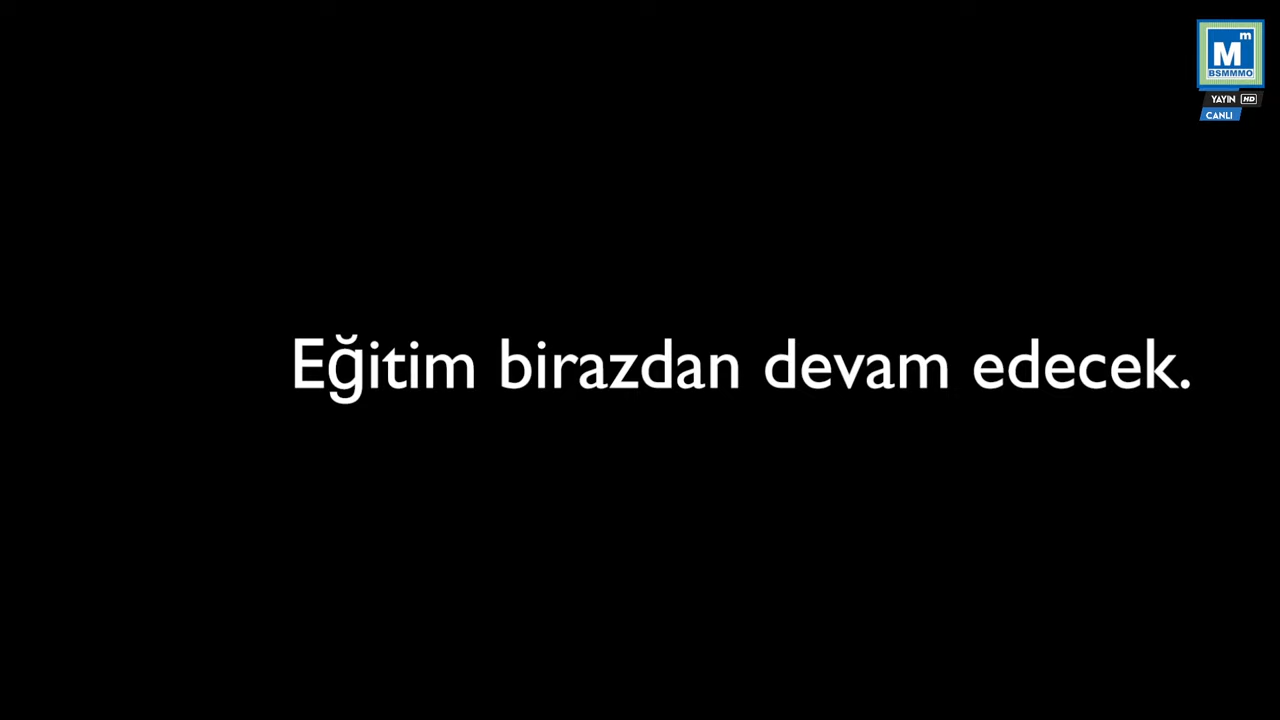 m
M
BSMMMO
YAYIN HD
CANLI
Eğitim birazdan devam edecek.